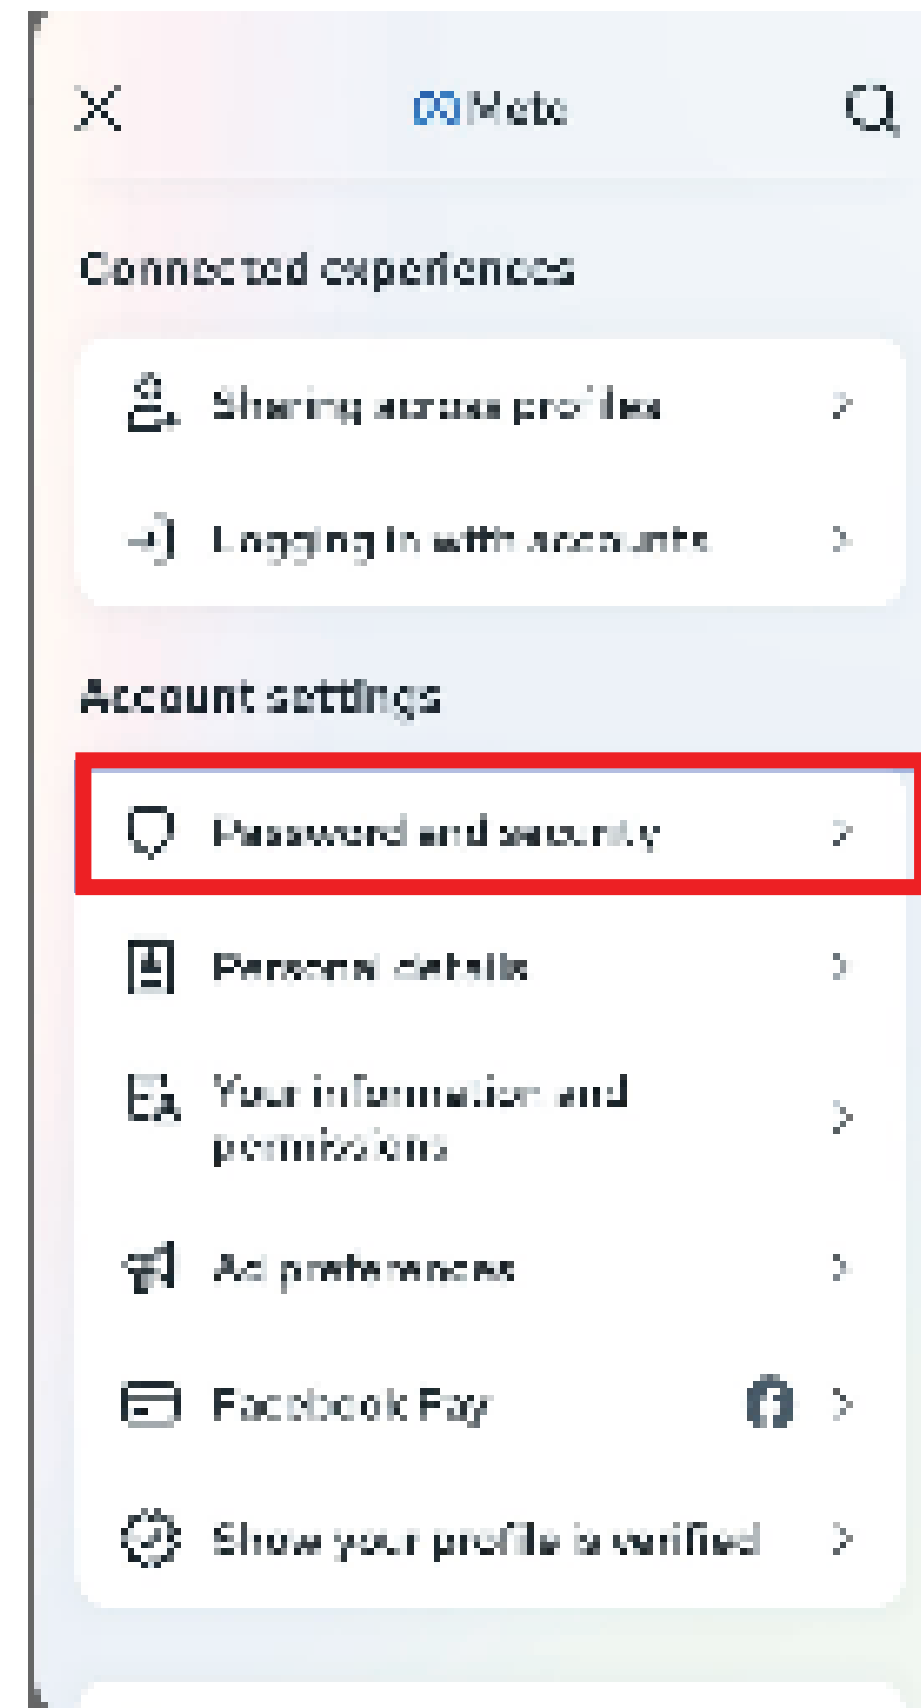 Meta
Connected experiences
Sharing across profiles
Logging in with accounts
Account settings
Password and security
Personal details
Your information and
permissions
Ad preferences
Facebook Pay
Show your profile is verified